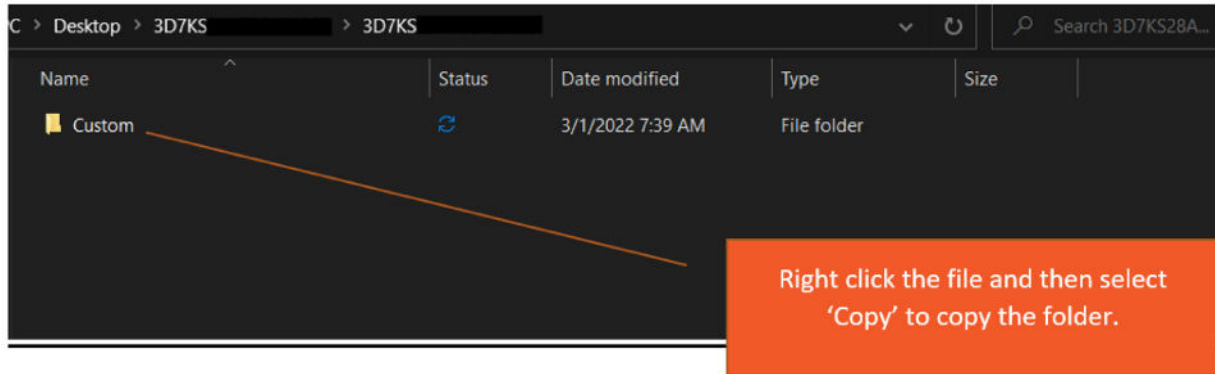 C > Desktop > 3D7KS > 3D7KS Search 3D7KS28A...
Name Status Date modified Type Size
Custom 3/1/2022 7:39 AM File folder
Right click the file and then select
‘Copy’ to copy the folder.